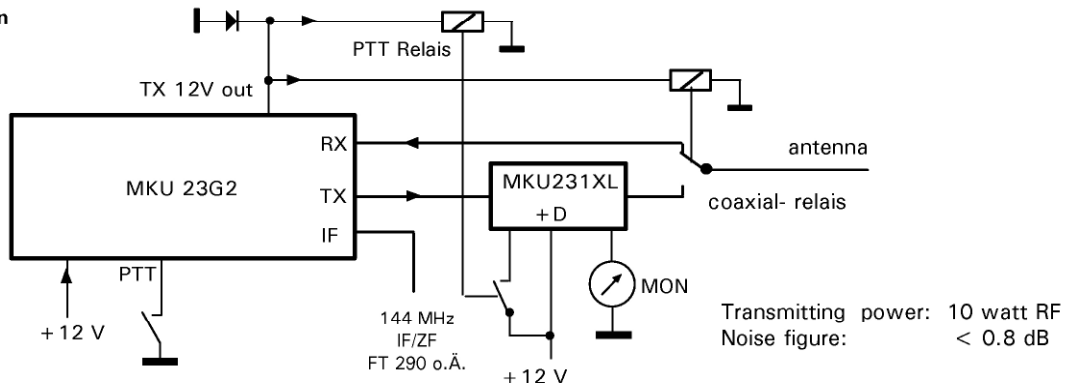 n
PTT Relais
TX 12V out
RX
antenna
MKU 23G2
TX
MKU231XL
+D
coaxial- relais
IF
PTT
MON
+12 V
144 MHz
IF/ZF
FT 290 o.Ä.
+12 V
Transmitting power: 10 watt RF
Noise figure: < 0.8 dB